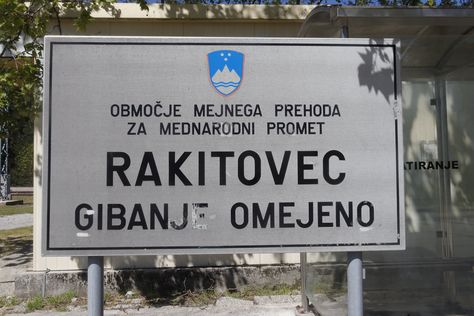 OBMOČJE MEJNEGA PREHODA
ZA MEDNARODNI PROMET
RAKITOVEC
GIBANJE OMEJENO